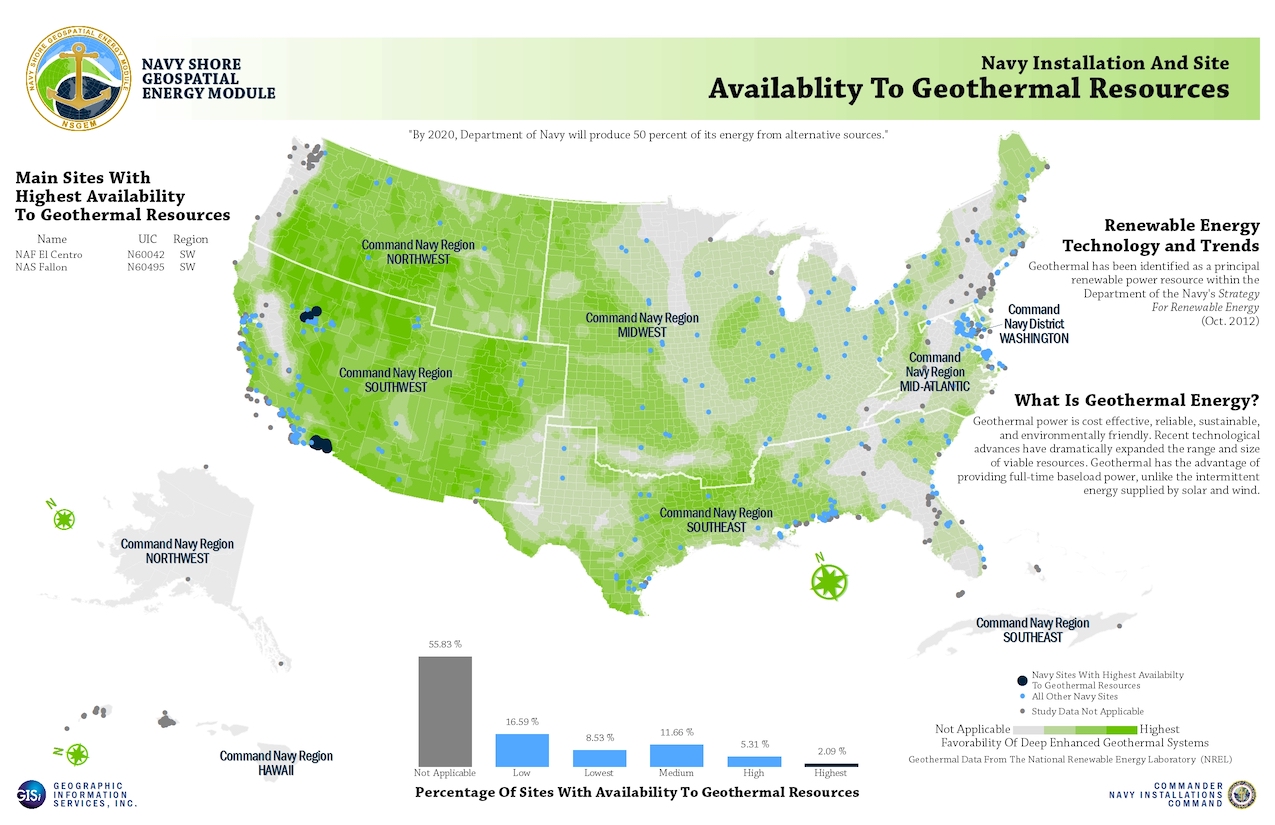 NAVY SHORE GEOSPATIAL ENERGY MODULE
NSGEM
NAVY SHORE
GEOSPATIAL
ENERGY MODULE
Navy Installation And Site
Availablity To Geothermal Resources
"By 2020, Department of Navy will produce 50 percent of its energy from alternative sources."
Main Sites With
Highest Availability
To Geothermal Resources
Name UIC Region
NAF El Centro N60042 SW
NAS Fallon N60495 SW
Renewable Energy
Technology and Trends
Geothermal has been identified as a principal
renewable power resource within the
Department of the Navy's Strategy
For Renewable Energy
(Oct. 2012)
What Is Geothermal Energy?
Geothermal power is cost effective, reliable, sustainable,
and environmentally friendly. Recent technological
advances have dramatically expanded the range and size
of viable resources. Geothermal has the advantage of
providing full-time baseload power, unlike the intermittent
energy supplied by solar and wind.
Command Navy Region
NORTHWEST
Command Navy Region
MIDWEST
Command Navy Region
SOUTHWEST
Command
Navy District
WASHINGTON
Command
Navy Region
MID-ATLANTIC
Command Navy Region
SOUTHEAST
N
Command Navy Region
NORTHWEST
N
Command Navy Region
SOUTHEAST
N
Command Navy Region
HAWAII
55.83 %
16.59 %
8.53 %
11.66 %
5.31 %
2.09 %
Not Applicable Low Lowest Medium High Highest
Percentage Of Sites With Availability To Geothermal Resources
Navy Sites With Highest Availabilty
To Geothermal Resources
All Other Navy Sites
Study Data Not Applicable
Not Applicable Highest
Favorability Of Deep Enhanced Geothermal Systems
Geothermal Data From The National Renewable Energy Laboratory (NREL)
GISi
GEOGRAPHIC
INFORMATION
SERVICES, INC.
COMMANDER
NAVY INSTALLATIONS
COMMAND